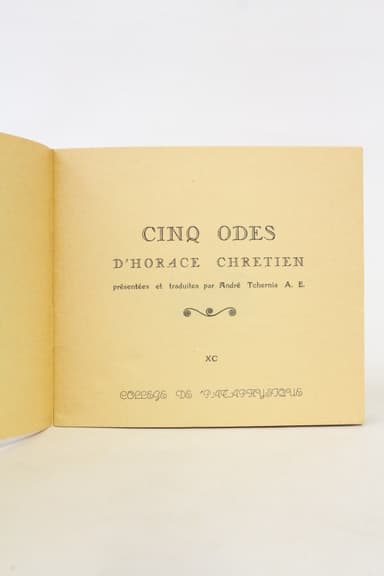 CINQ ODES
D'HORACE CHRETIEN
présentées et traduites par André Tchernia A. E.
XC
COLLEGE DE 'PATAPHYSIQUE